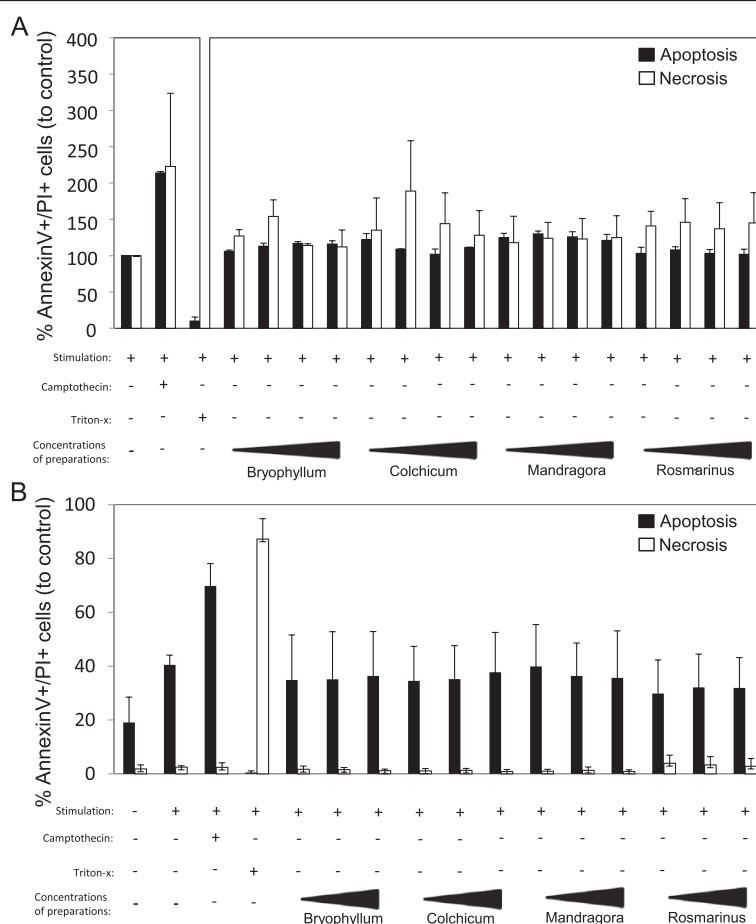 A
% AnnexinV+/PI+ cells (to control)
400
350
300
250
200
150
100
50
0
Apoptosis
Necrosis
Stimulation: + + + + + + + + + + + + + + + + + + +
Camptothecin: - + - - - - - - - - - - - - - - - - -
Triton-x: - - + - - - - - - - - - - - - - - - -
Concentrations
of preparations: - - -
Bryophyllum Colchicum Mandragora Rosmarinus
B
% AnnexinV+/PI+ cells (to control)
100
80
60
40
20
0
Apoptosis
Necrosis
Stimulation: - + + + + + + + + + + + + + + +
Camptothecin: - - + - - - - - - - - - - - - -
Triton-x: - - - + - - - - - - - - - - - -
Concentrations
of preparations: - - - -
Bryophyllum Colchicum Mandragora Rosmarinus